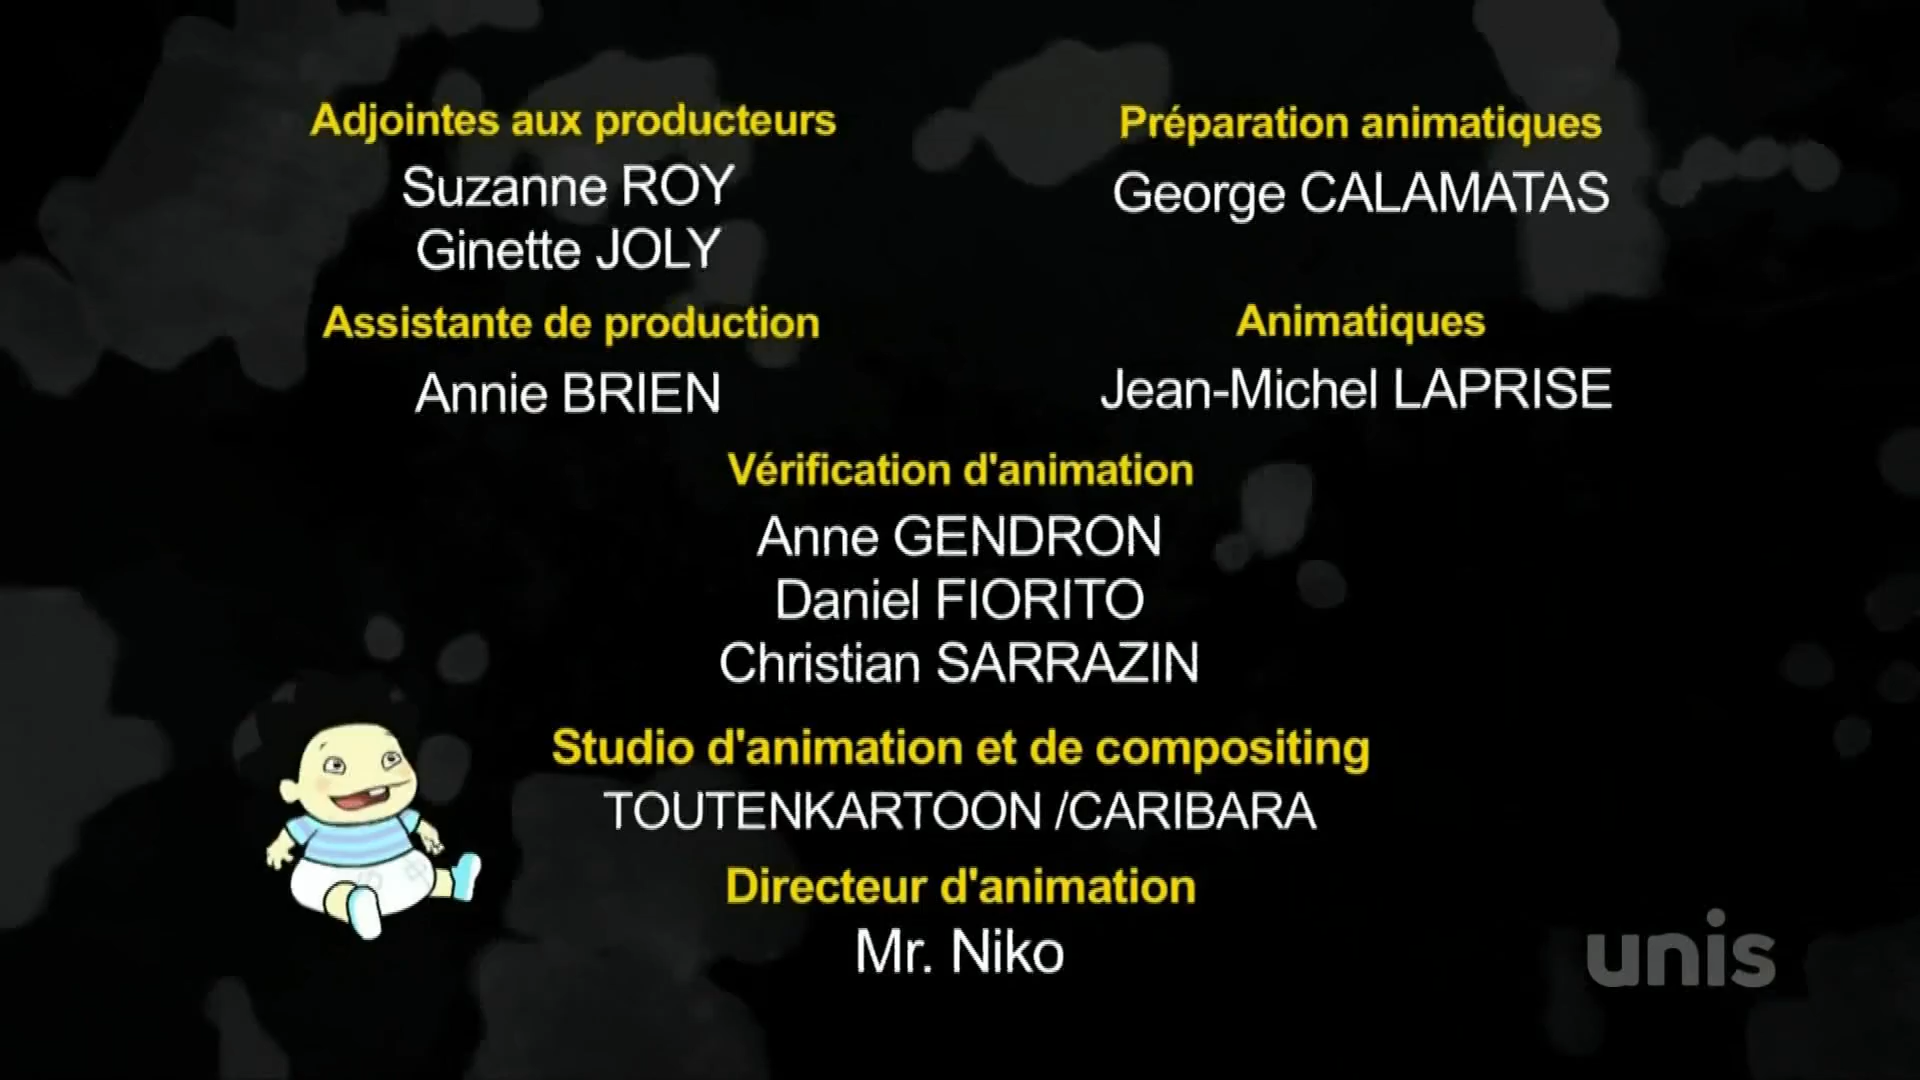 Adjointes aux producteurs
Suzanne ROY
Ginette JOLY
Assistante de production
Annie BRIEN
Préparation animatiques
George CALAMATAS
Animatiques
Jean-Michel LAPRISE
Vérification d'animation
Anne GENDRON
Daniel FIORITO
Christian SARRAZIN
Studio d'animation et de compositing
TOUTENKARTOON /CARIBARA
Directeur d'animation
Mr. Niko
unis